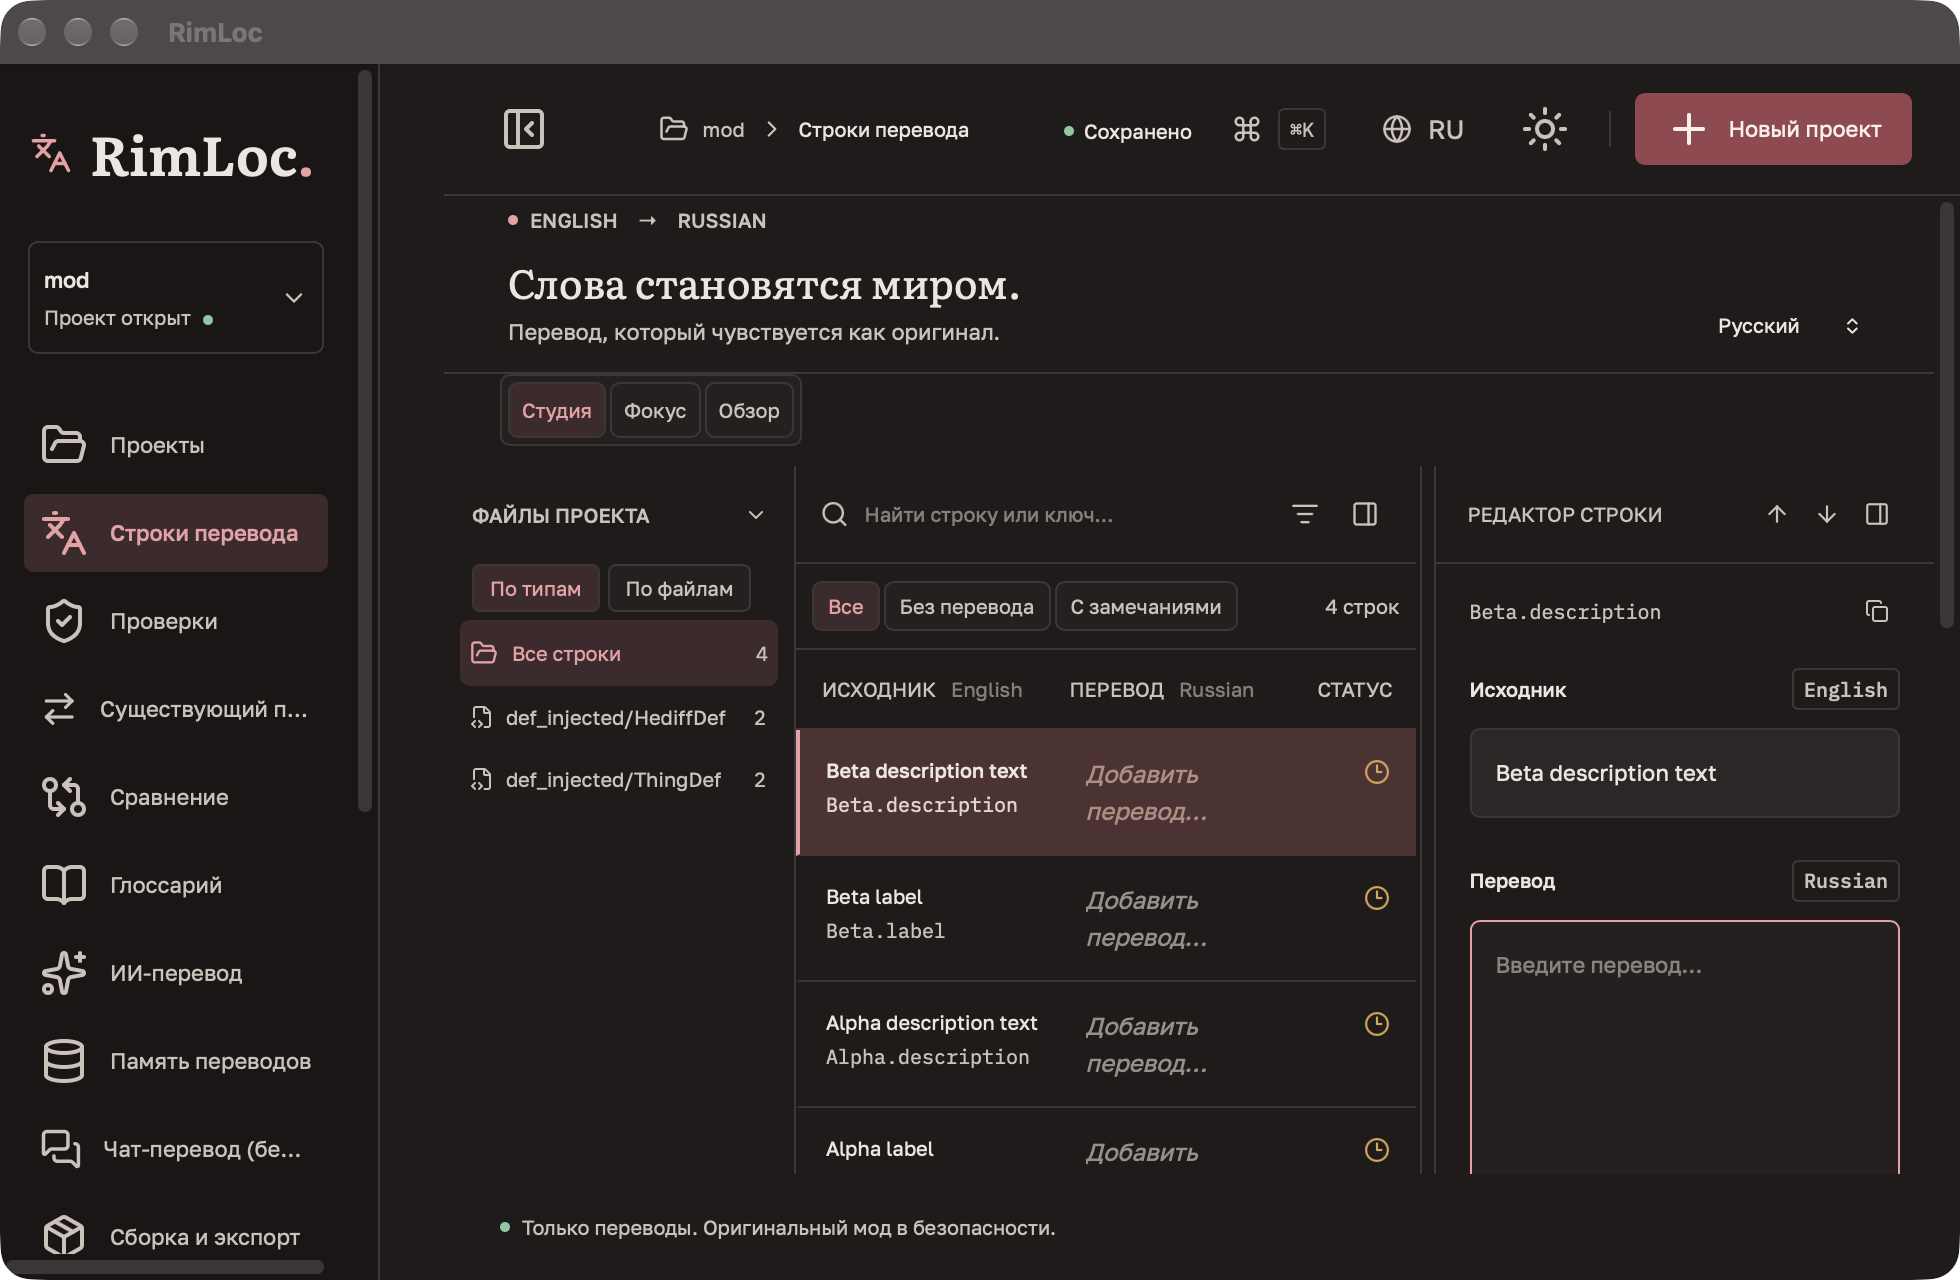 RimLoc
RimLoc.
mod
Проект открыт
Проекты
Строки перевода
Проверки
Существующий п...
Сравнение
Глоссарий
ИИ-перевод
Память переводов
Чат-перевод (бе...
Сборка и экспорт
mod
Строки перевода
Сохранено
⌘K
RU
Новый проект
ENGLISH → RUSSIAN
Слова становятся миром.
Перевод, который чувствуется как оригинал.
Русский
Студия
Фокус
Обзор
ФАЙЛЫ ПРОЕКТА
По типам
По файлам
Все строки 4
def_injected/HediffDef 2
def_injected/ThingDef 2
Найти строку или ключ...
Все
Без перевода
С замечаниями
4 строк
ИСХОДНИК English
ПЕРЕВОД Russian
СТАТУС
Beta description text
Beta.description
Добавить
перевод...
Beta label
Beta.label
Добавить
перевод...
Alpha description text
Alpha.description
Добавить
перевод...
Alpha label
Добавить
РЕДАКТОР СТРОКИ
Beta.description
Исходник
English
Beta description text
Перевод
Russian
Введите перевод...
Только переводы. Оригинальный мод в безопасности.